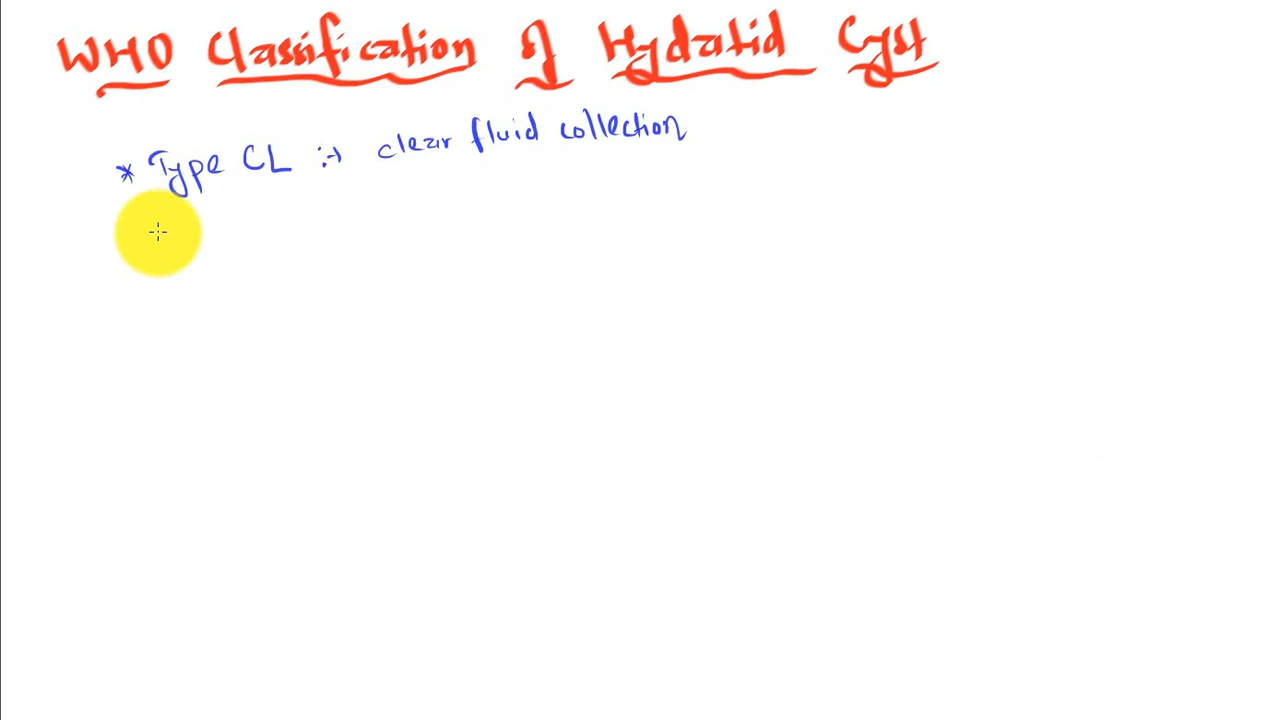 WHO Classification of Hydatid Cyst
* Type CL :→ clear fluid collection